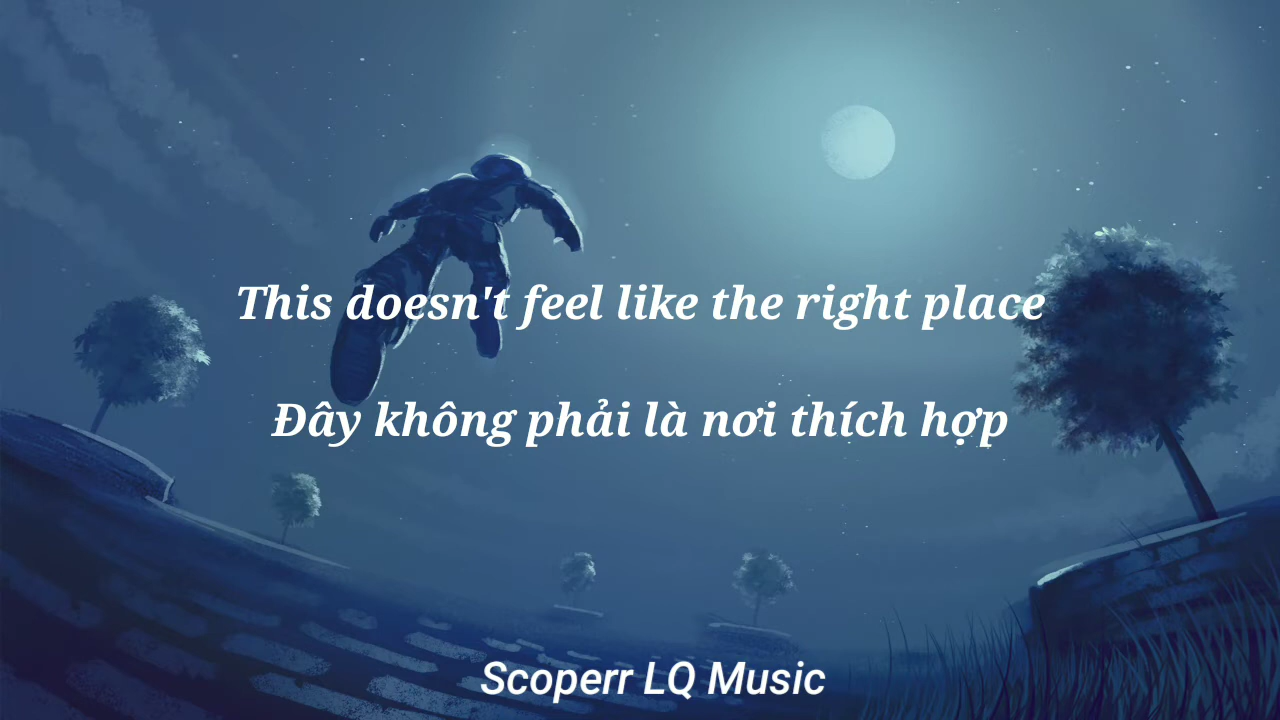 This doesn't feel like the right place
Đây không phải là nơi thích hợp
Scoperr LQ Music